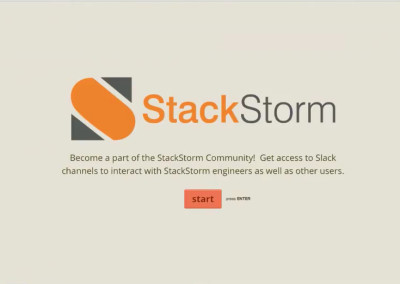 StackStorm
Become a part of the StackStorm Community! Get access to Slack
channels to interact with StackStorm engineers as well as other users.
start press ENTER